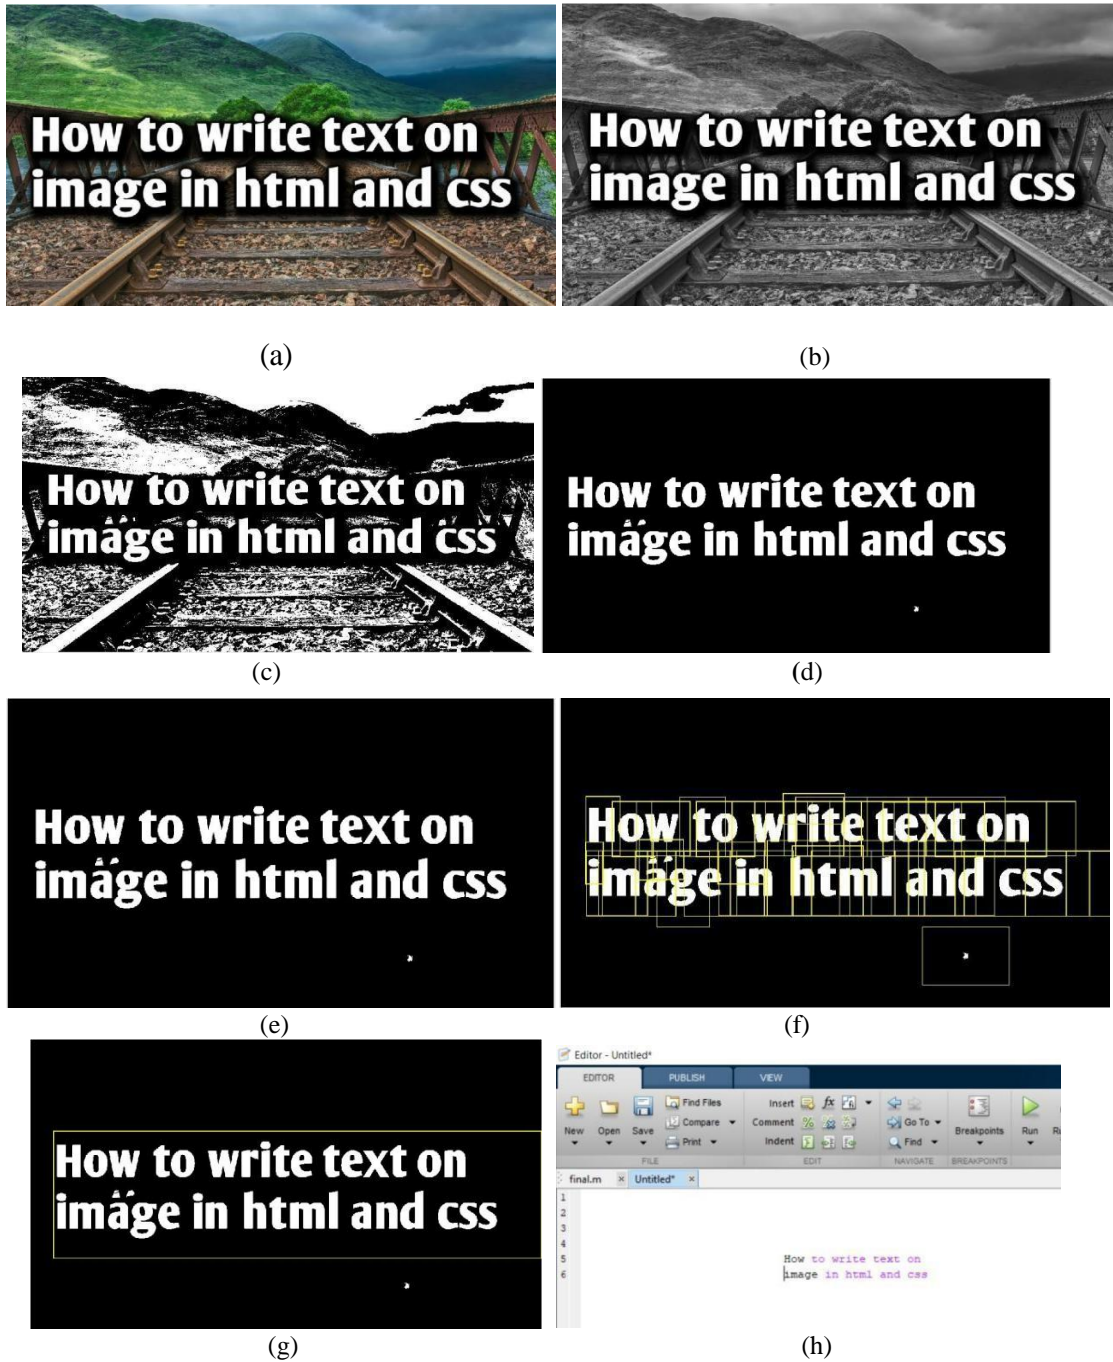 How to write text on
image in html and css
How to write text on
image in html and css
(a)
(b)
How to write text on
image in html and css
How to write text on
image in html and css
(c)
(d)
How to write text on
image in html and css
How to write text on
image in html and css
(e)
(f)
How to write text on
image in html and css
(g)
Editor - Untitled*
EDITOR PUBLISH VIEW
New Open Save Find Files Compare Print
Insert fx Comment Indent
Go To Find
Breakpoints Run
FILE EDIT NAVIGATE BREAKPOINTS
final.m × Untitled* ×
1
2
3
4
5 How to write text on
6 image in html and css
(h)